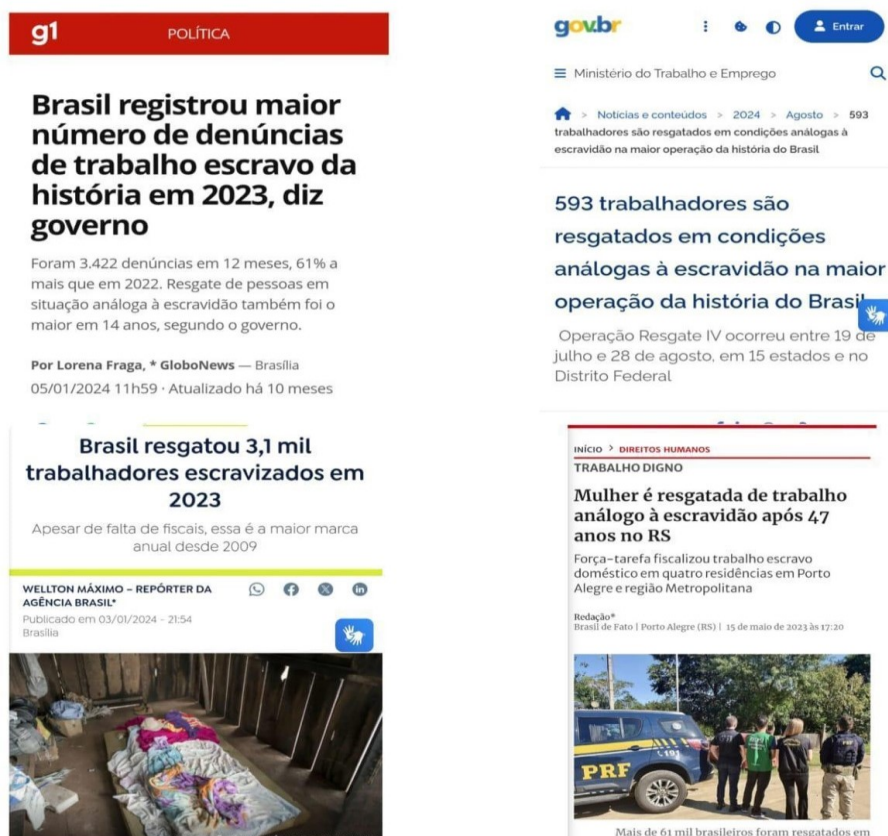 g1
POLÍTICA
Brasil registrou maior
número de denúncias
de trabalho escravo da
história em 2023, diz
governo
Foram 3.422 denúncias em 12 meses, 61% a
mais que em 2022. Resgate de pessoas em
situação análoga à escravidão também foi o
maior em 14 anos, segundo o governo.
Por Lorena Fraga, * GloboNews — Brasília
05/01/2024 11h59 · Atualizado há 10 meses
gov.br
Entrar
Ministério do Trabalho e Emprego
> Notícias e conteúdos > 2024 > Agosto > 593
trabalhadores são resgatados em condições análogas à
escravidão na maior operação da história do Brasil
593 trabalhadores são
resgatados em condições
análogas à escravidão na maior
operação da história do Brasil
Operação Resgate IV ocorreu entre 19 de
julho e 28 de agosto, em 15 estados e no
Distrito Federal
Brasil resgatou 3,1 mil
trabalhadores escravizados em
2023
Apesar de falta de fiscais, essa é a maior marca
anual desde 2009
WELLTON MÁXIMO – REPÓRTER DA
AGÊNCIA BRASIL*
Publicado em 03/01/2024 - 21:54
Brasília
INÍCIO > DIREITOS HUMANOS
TRABALHO DIGNO
Mulher é resgatada de trabalho
análogo à escravidão após 47
anos no RS
Força-tarefa fiscalizou trabalho escravo
doméstico em quatro residências em Porto
Alegre e região Metropolitana
Redação*
Brasil de Fato | Porto Alegre (RS) | 15 de maio de 2023 às 17:20
191
PRF
PRF
Mais de 61 mil brasileiros foram resgatados em